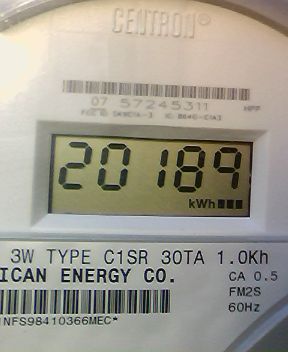 CENTRON®
07 57245311
20189
kWh
3W TYPE C1SR 30TA 1.0Kh
ICAN ENERGY CO.
CA 0.5
FM2S
60Hz
NFS98410366MEC*